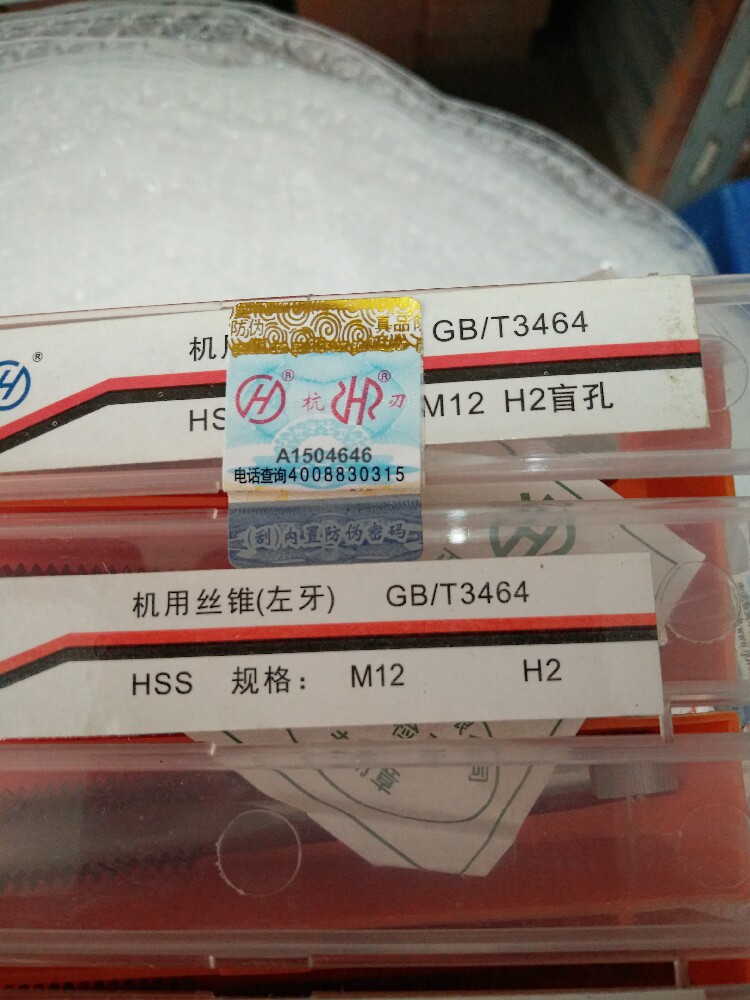 防伪 真品防
机用 GB/T3464
H ® 杭 ® 刃
HS M12 H2盲孔
A1504646
电话查询4008830315
(刮)内置防伪密码
机用丝锥(左牙) GB/T3464
HSS 规格: M12 H2